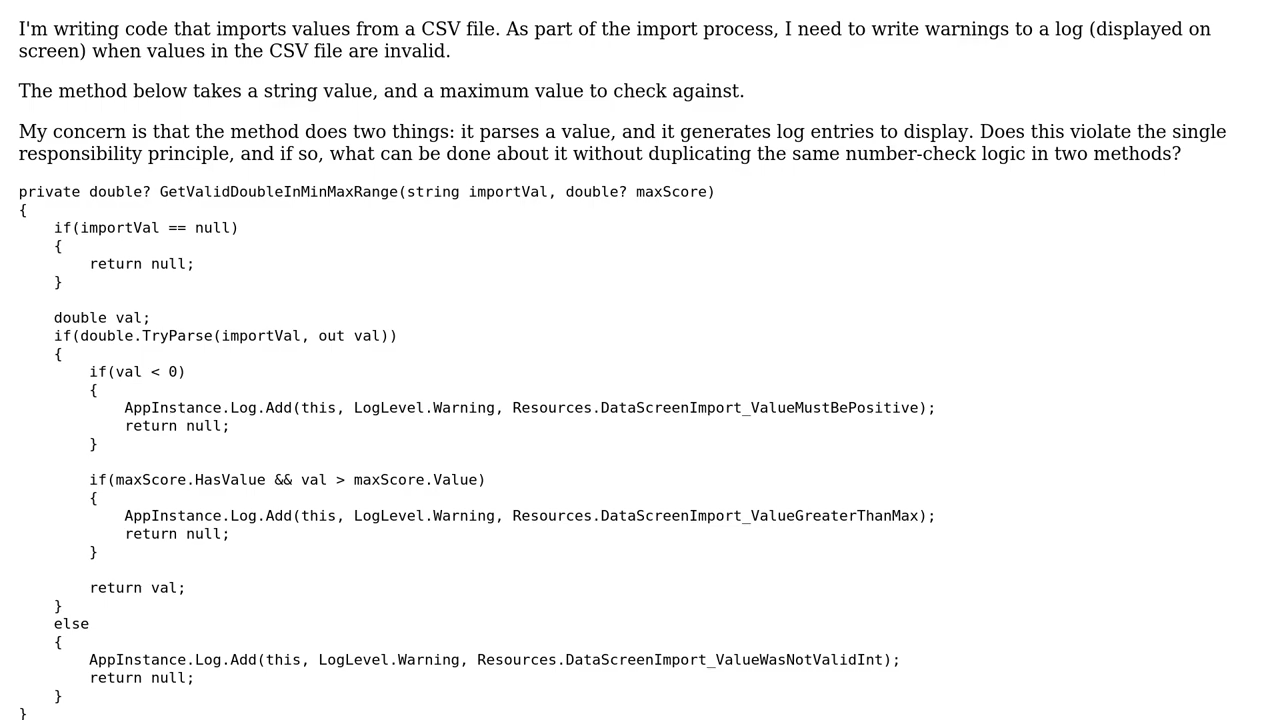 I'm writing code that imports values from a CSV file. As part of the import process, I need to write warnings to a log (displayed on
screen) when values in the CSV file are invalid.
The method below takes a string value, and a maximum value to check against.
My concern is that the method does two things: it parses a value, and it generates log entries to display. Does this violate the single
responsibility principle, and if so, what can be done about it without duplicating the same number-check logic in two methods?
private double? GetValidDoubleInMinMaxRange(string importVal, double? maxScore)
{
    if(importVal == null)
    {
        return null;
    }

    double val;
    if(double.TryParse(importVal, out val))
    {
        if(val < 0)
        {
            AppInstance.Log.Add(this, LogLevel.Warning, Resources.DataScreenImport_ValueMustBePositive);
            return null;
        }

        if(maxScore.HasValue && val > maxScore.Value)
        {
            AppInstance.Log.Add(this, LogLevel.Warning, Resources.DataScreenImport_ValueGreaterThanMax);
            return null;
        }

        return val;
    }
    else
    {
        AppInstance.Log.Add(this, LogLevel.Warning, Resources.DataScreenImport_ValueWasNotValidInt);
        return null;
    }
}